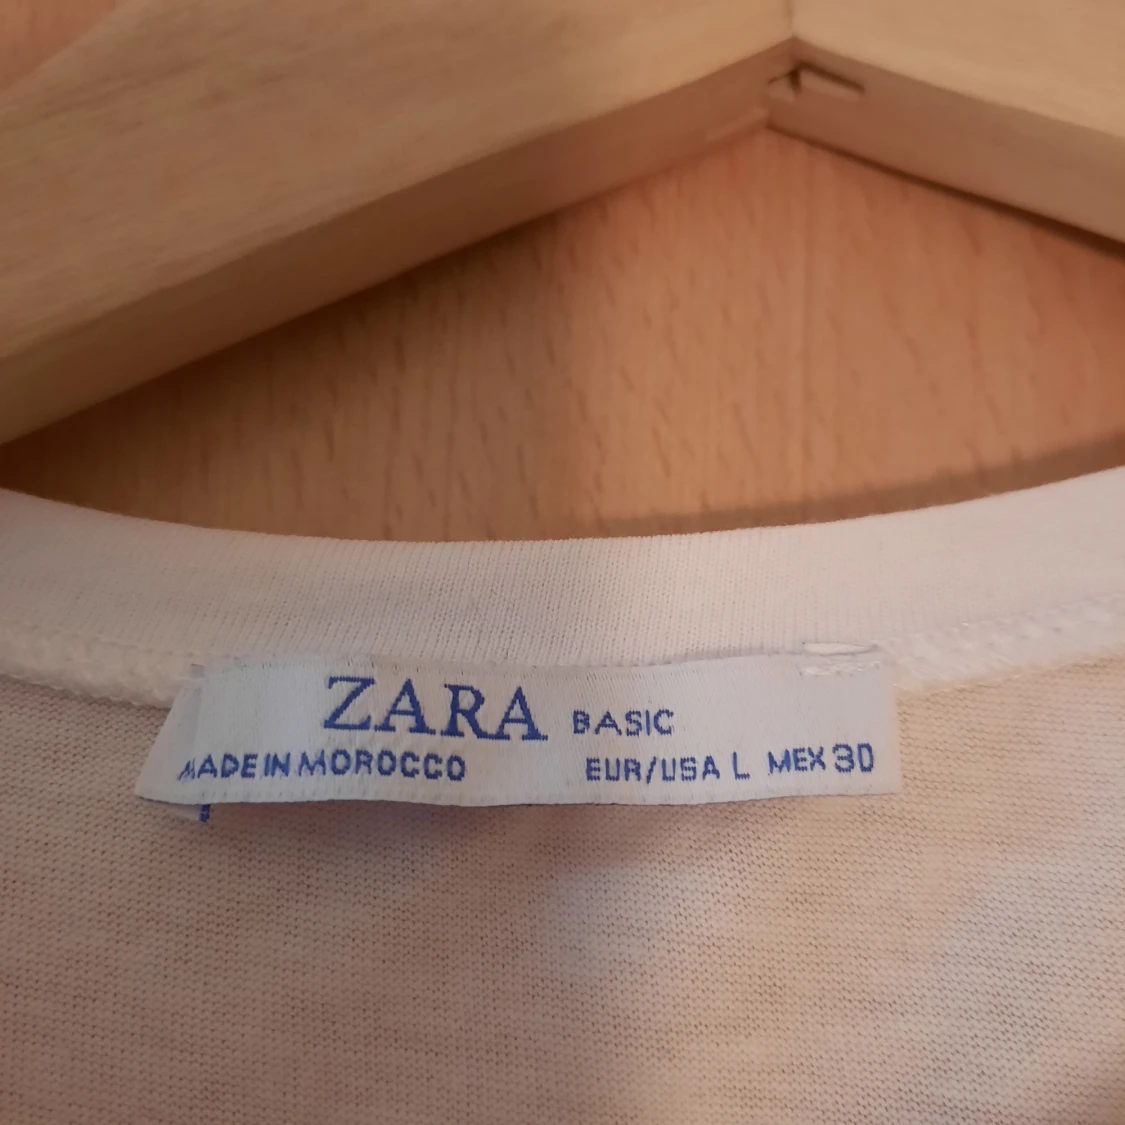 ZARA BASIC
MADE IN MOROCCO EUR/USA L MEX 30